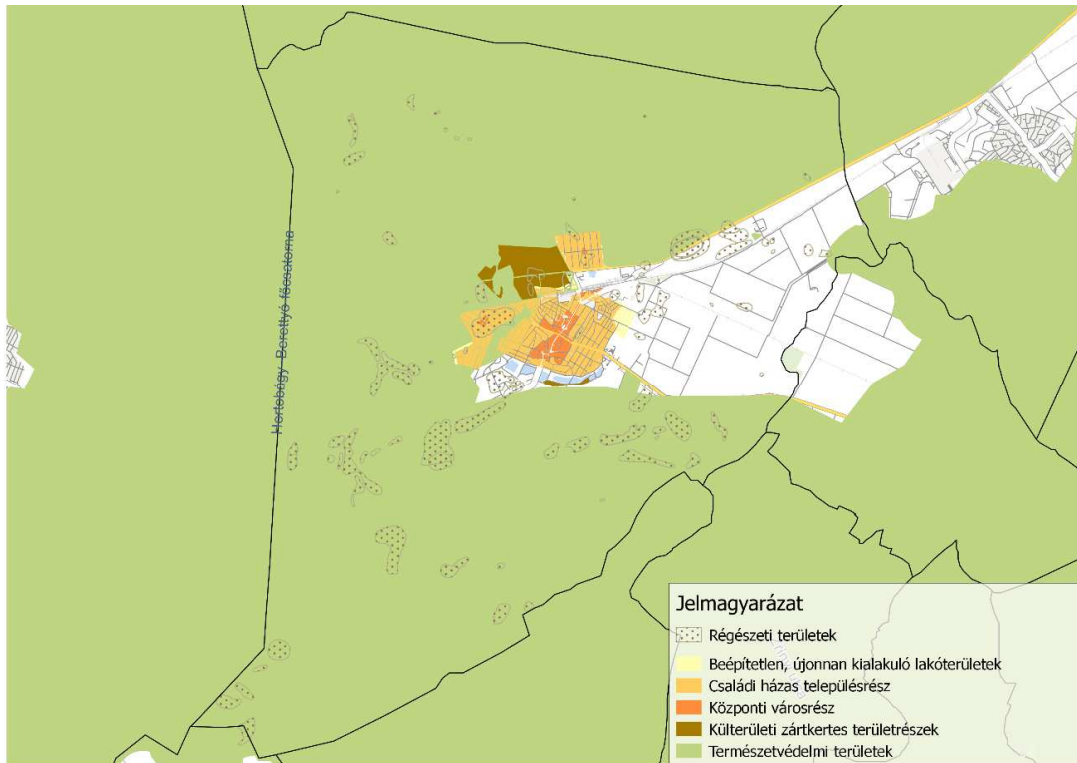 Hortobágy-Berettyó főcsatorna
Jelmagyarázat
Régészeti területek
Beépítetlen, újonnan kialakuló lakóterületek
Családi házas településrész
Központi városrész
Külterületi zártkertes területrészek
Természetvédelmi területek